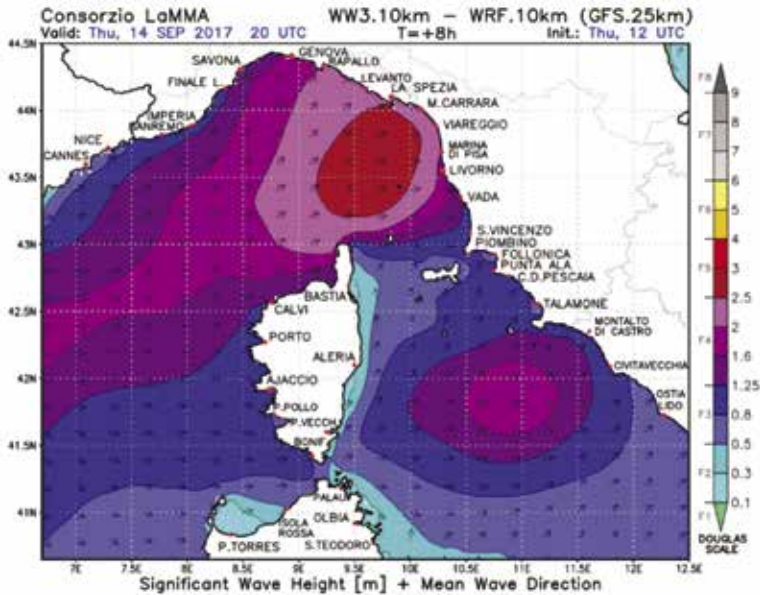 Consorzio LaMMA WW3.10km – WRF.10km (GFS.25km)
Valid: Thu, 14 SEP 2017 20 UTC T=+8h Init.: Thu, 12 UTC
44.5N
44N
43.5N
43N
42.5N
42N
41.5N
41N
GENOVA
SAVONA
RAPALLO
FINALE L.
LEVANTO
LA SPEZIA
M.CARRARA
IMPERIA
SANREMO
VIAREGGIO
NICE
MARINA
DI PISA
CANNES
LIVORNO
VADA
S.VINCENZO
PIOMBINO
FOLLONICA
PUNTA ALA
C.D.PESCAIA
BASTIA
CALVI
TALAMONE
MONTALTO
DI CASTRO
PORTO
ALERIA
CIVITAVECCHIA
AJACCIO
OSTIA
LIDO
P.POLLO
P.VECCH
BONIF
PALAU
OLBIA
ISOLA
ROSSA
P.TORRES
S.TEODORO
7E 7.5E 8E 8.5E 9E 9.5E 10E 10.5E 11E 11.5E 12E 12.5E
Significant Wave Height [m] + Mean Wave Direction
F8
9
8
F7
7
6
F6
5
4
F5
3
2.5
F4
2
1.6
1.25
F3
0.8
0.5
F2
0.3
0.1
F1
DOUGLAS
SCALE